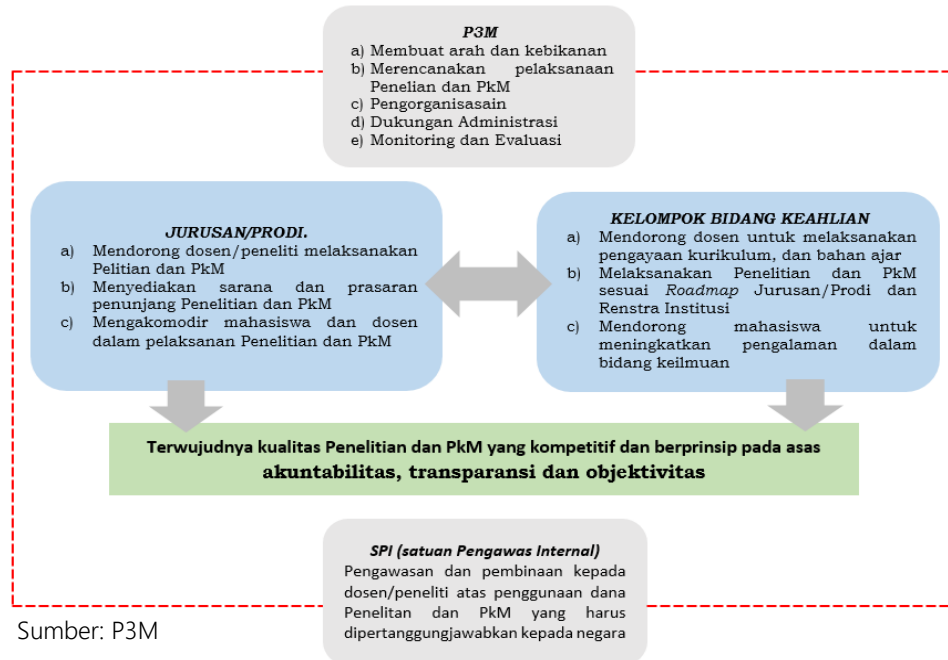 P3M
a) Membuat arah dan kebikanan
b) Merencanakan pelaksanaan
Penelian dan PkM
c) Pengorganisasain
d) Dukungan Administrasi
e) Monitoring dan Evaluasi
JURUSAN/PRODI.
a) Mendorong dosen/peneliti melaksanakan
Pelitian dan PkM
b) Menyediakan sarana dan prasaran
penunjang Penelitian dan PkM
c) Mengakomodir mahasiswa dan dosen
dalam pelaksanan Penelitian dan PkM
KELOMPOK BIDANG KEAHLIAN
a) Mendorong dosen untuk melaksanakan
pengayaan kurikulum, dan bahan ajar
b) Melaksanakan Penelitian dan PKM
sesuai Roadmap Jurusan/Prodi dan
Renstra Institusi
c) Mendorong mahasiswa untuk
meningkatkan pengalaman dalam
bidang keilmuan
Terwujudnya kualitas Penelitian dan PkM yang kompetitif dan berprinsip pada asas
akuntabilitas, transparansi dan objektivitas
SPI (satuan Pengawas Internal)
Pengawasan dan pembinaan kepada
dosen/peneliti atas penggunaan dana
Penelitan dan PkM yang harus
dipertanggungjawabkan kepada negara
Sumber: P3M